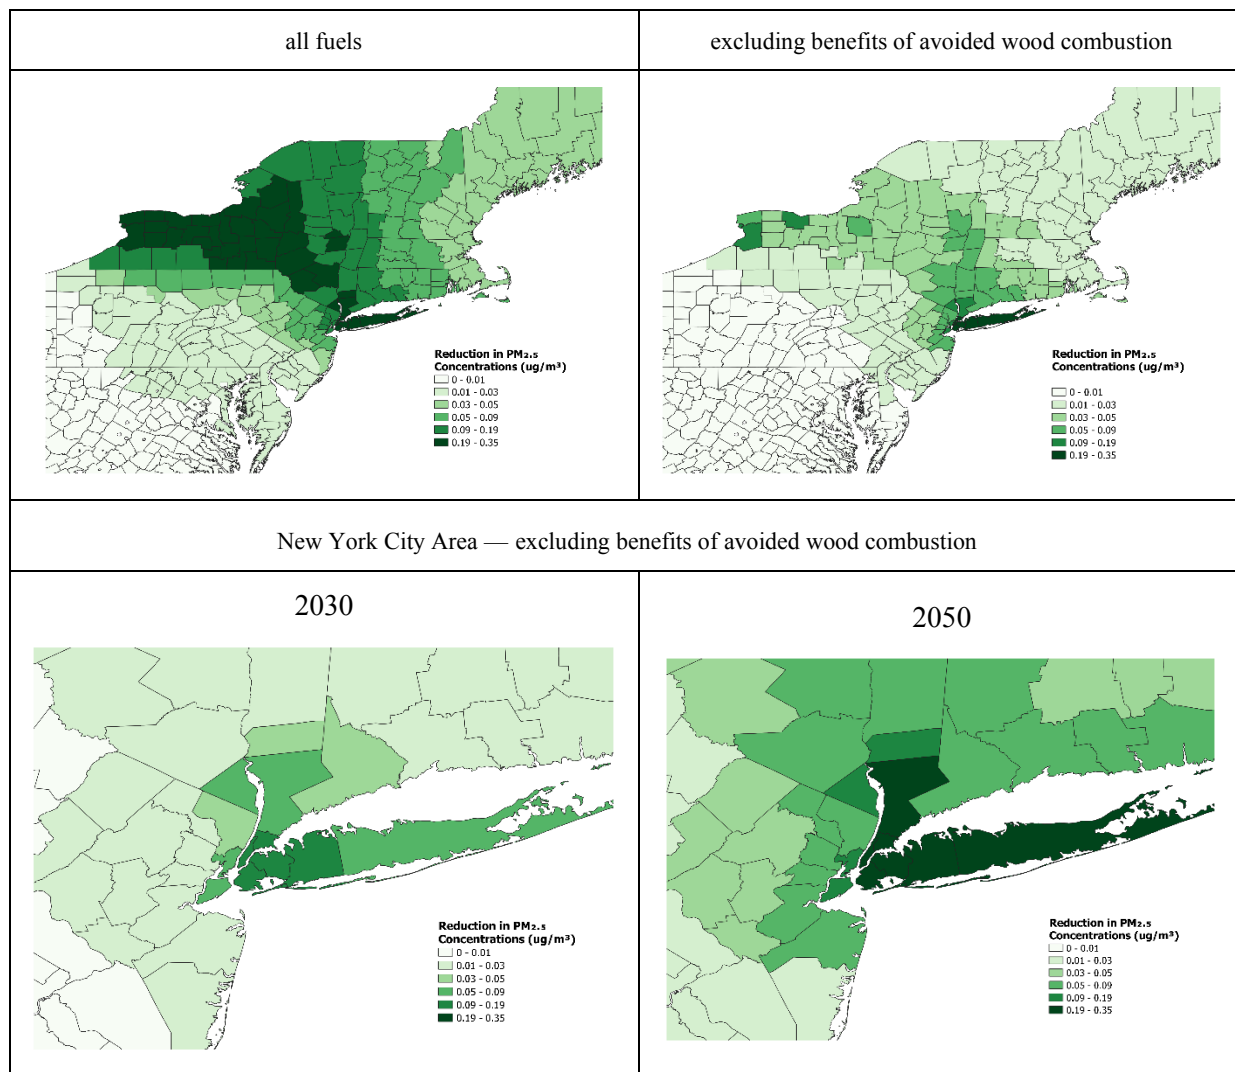 all fuels
excluding benefits of avoided wood combustion
Reduction in PM₂.₅
Concentrations (ug/m³)
0 - 0.01
0.01 - 0.03
0.03 - 0.05
0.05 - 0.09
0.09 - 0.19
0.19 - 0.35
Reduction in PM₂.₅
Concentrations (ug/m³)
0 - 0.01
0.01 - 0.03
0.03 - 0.05
0.05 - 0.09
0.09 - 0.19
0.19 - 0.35
New York City Area — excluding benefits of avoided wood combustion
2030
Reduction in PM₂.₅
Concentrations (ug/m³)
0 - 0.01
0.01 - 0.03
0.03 - 0.05
0.05 - 0.09
0.09 - 0.19
0.19 - 0.35
2050
Reduction in PM₂.₅
Concentrations (ug/m³)
0 - 0.01
0.01 - 0.03
0.03 - 0.05
0.05 - 0.09
0.09 - 0.19
0.19 - 0.35